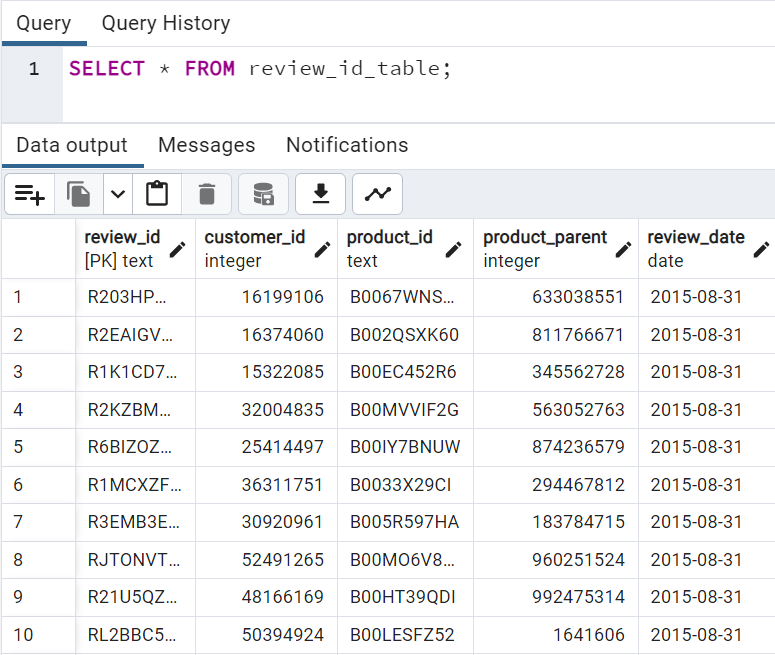 Query Query History
1 SELECT * FROM review_id_table;
Data output Messages Notifications
review_id customer_id product_id product_parent review_date
[PK] text integer text integer date
1 R203HP... 16199106 B0067WNS... 633038551 2015-08-31
2 R2EAIGV... 16374060 B002QSXK60 811766671 2015-08-31
3 R1K1CD7... 15322085 B00EC452R6 345562728 2015-08-31
4 R2KZBM... 32004835 B00MVVIF2G 563052763 2015-08-31
5 R6BIZOZ... 25414497 B00IY7BNUW 874236579 2015-08-31
6 R1MCXZF... 36311751 B0033X29CI 294467812 2015-08-31
7 R3EMB3E... 30920961 B005R597HA 183784715 2015-08-31
8 RJTONVT... 52491265 B00MO6V8... 960251524 2015-08-31
9 R21U5QZ... 48166169 B00HT39QDI 992475314 2015-08-31
10 RL2BBC5... 50394924 B00LESFZ52 1641606 2015-08-31